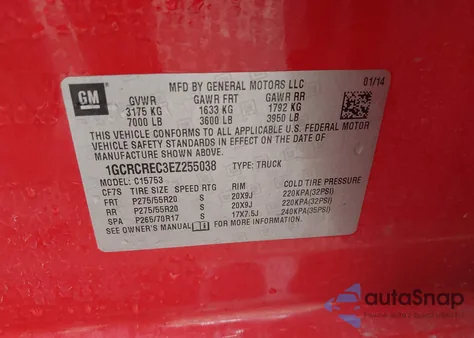 GM
MFD BY GENERAL MOTORS LLC 01/14
GVWR GAWR FRT GAWR RR
3175 KG 1633 KG 1792 KG
7000 LB 3600 LB 3950 LB
THIS VEHICLE CONFORMS TO ALL APPLICABLE U.S. FEDERAL MOTOR
VEHICLE SAFETY STANDARDS IN EFFECT ON THE DATE OF
MANUFACTURE SHOWN ABOVE.
1GCRCREC3EZ255038 TYPE: TRUCK
MODEL: C15753
CF7S TIRE SIZE SPEED RTG RIM COLD TIRE PRESSURE
FRT P275/55R20 S 20X9J 220KPA(32PSI)
RR P275/55R20 S 20X9J 220KPA(32PSI)
SPA P265/70R17 S 17X7.5J 240KPA(35PSI)
SEE OWNER'S MANUAL FOR MORE INFORMATION
autoSnap